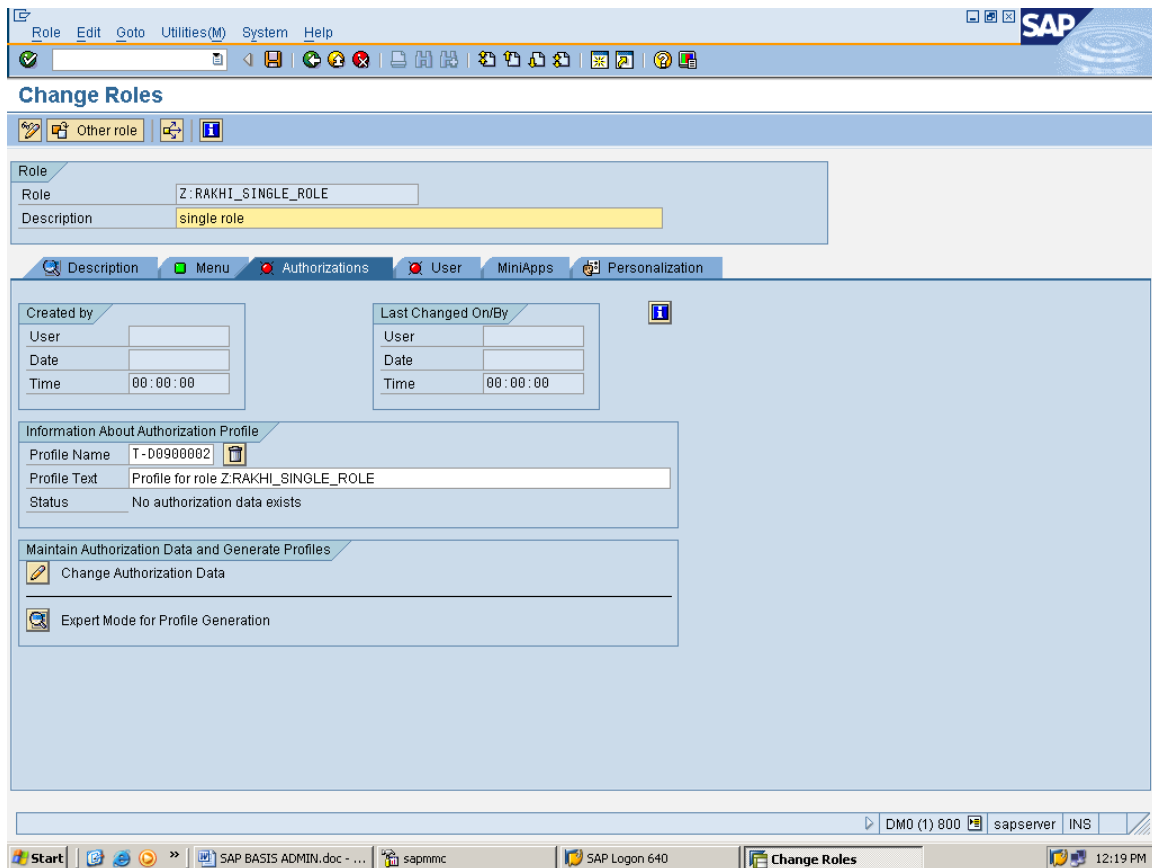 Role Edit Goto Utilities(M) System Help
SAP
Change Roles
Other role
Role
Role Z:RAKHI_SINGLE_ROLE
Description single role
Description Menu Authorizations User MiniApps Personalization
Created by Last Changed On/By
User User
Date Date
Time 00:00:00 Time 00:00:00
Information About Authorization Profile
Profile Name T-D0900002
Profile Text Profile for role Z:RAKHI_SINGLE_ROLE
Status No authorization data exists
Maintain Authorization Data and Generate Profiles
Change Authorization Data
Expert Mode for Profile Generation
DM0 (1) 800 sapserver INS
Start » SAP BASIS ADMIN.doc - ... sapmmc SAP Logon 640 Change Roles 12:19 PM